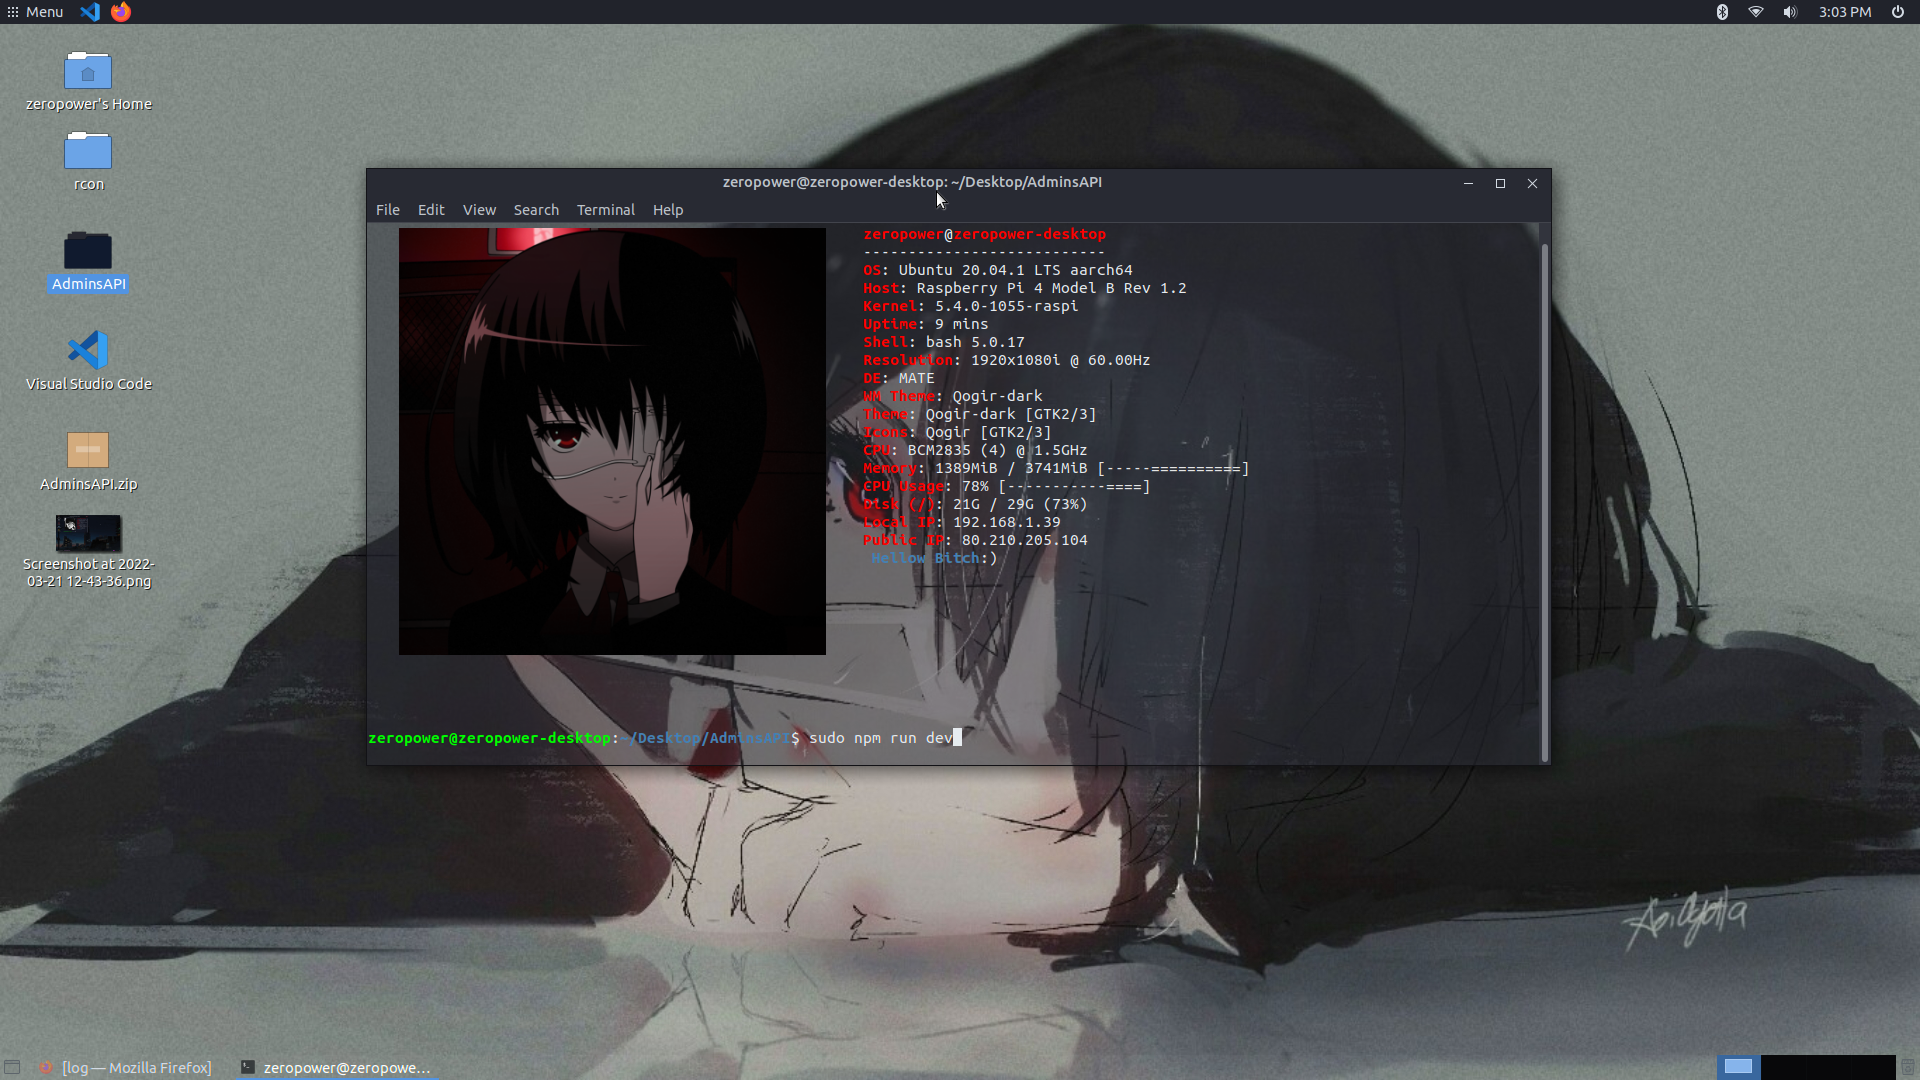 Menu
3:03 PM
zeropower's Home
rcon
AdminsAPI
Visual Studio Code
AdminsAPI.zip
Screenshot at 2022-
03-21 12-43-36.png
zeropower@zeropower-desktop: ~/Desktop/AdminsAPI
File Edit View Search Terminal Help
zeropower@zeropower-desktop
---------------------------
OS: Ubuntu 20.04.1 LTS aarch64
Host: Raspberry Pi 4 Model B Rev 1.2
Kernel: 5.4.0-1055-raspi
Uptime: 9 mins
Shell: bash 5.0.17
Resolution: 1920x1080i @ 60.00Hz
DE: MATE
WM Theme: Qogir-dark
Theme: Qogir-dark [GTK2/3]
Icons: Qogir [GTK2/3]
CPU: BCM2835 (4) @ 1.5GHz
Memory: 1389MiB / 3741MiB [-----==========]
CPU Usage: 78% [-----------====]
Disk (/): 21G / 29G (73%)
Local IP: 192.168.1.39
Public IP: 80.210.205.104
Hellow Bitch:)
zeropower@zeropower-desktop:~/Desktop/AdminsAPI$ sudo npm run dev
[log — Mozilla Firefox]
zeropower@zeropowe...